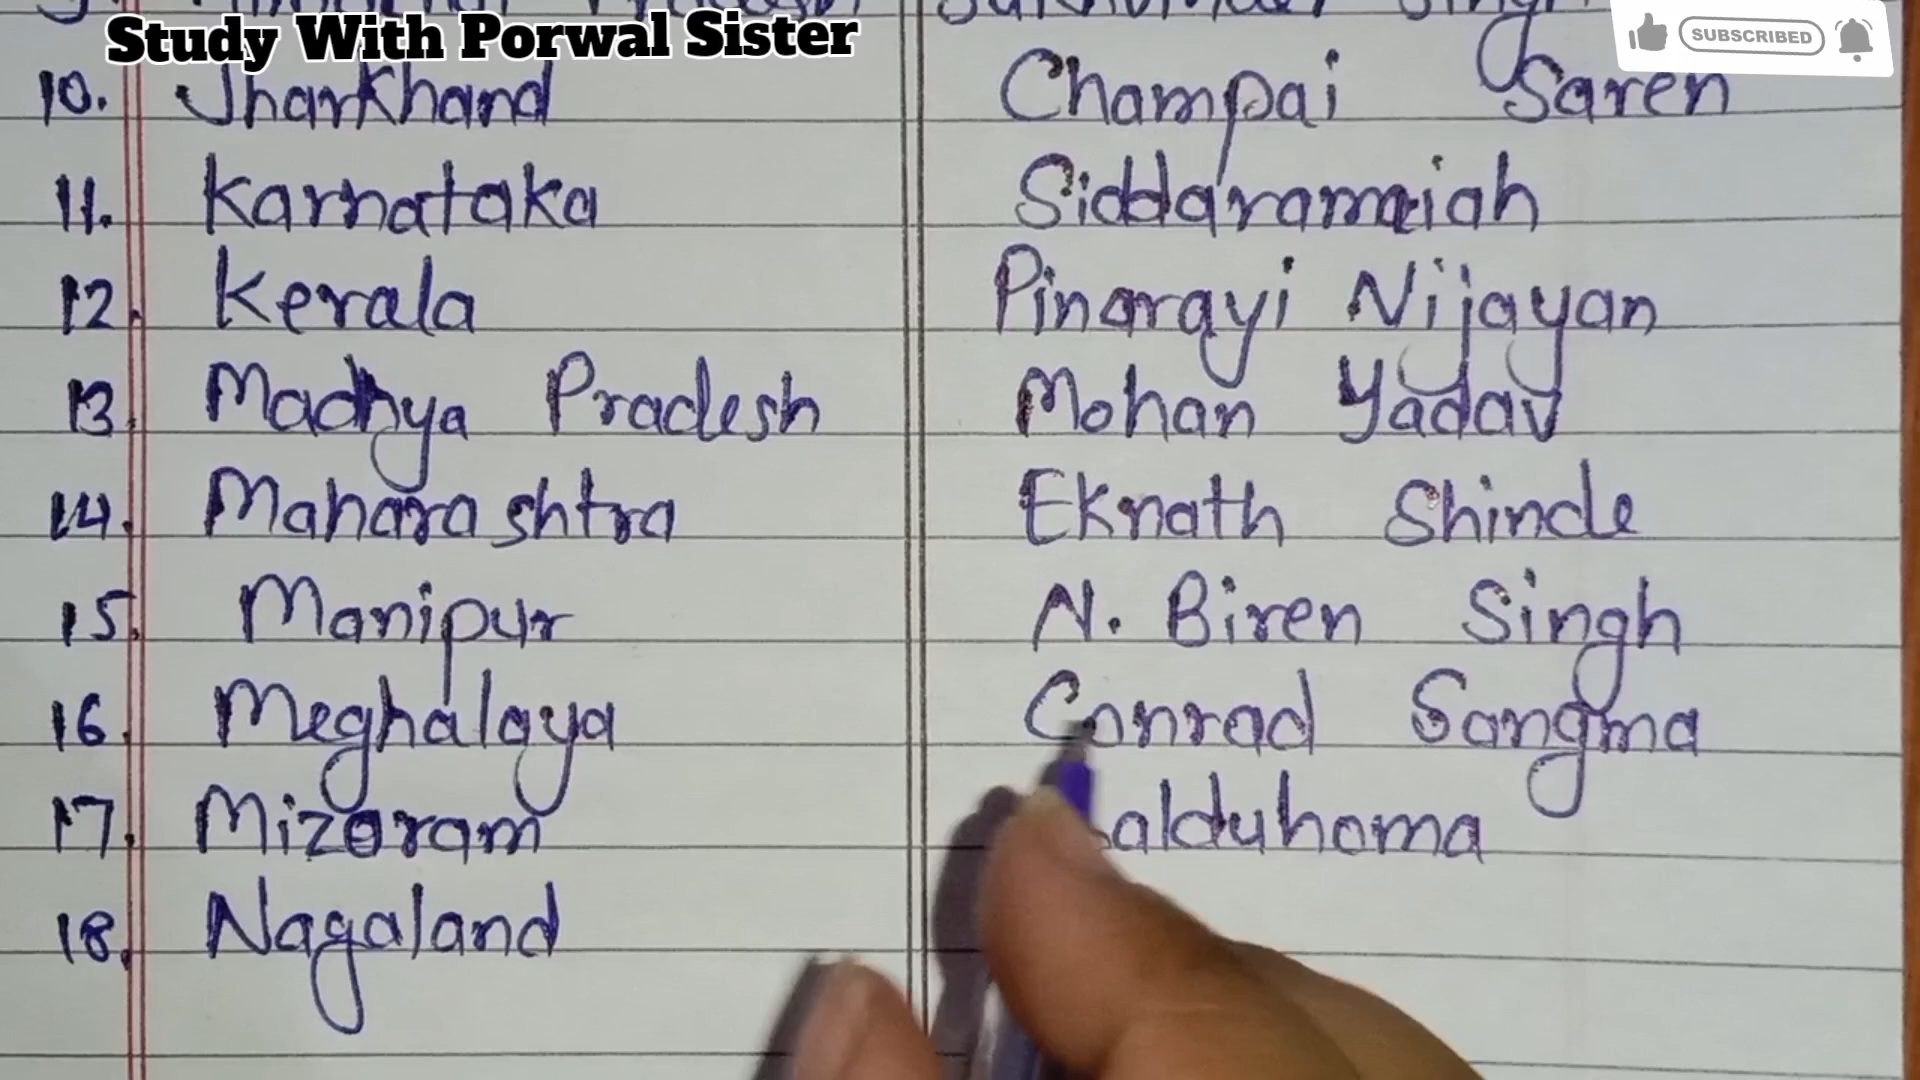 Study With Porwal Sister
SUBSCRIBED
10. Jharkhand Champai Saren
11. Karnataka Siddaramaiah
12. Kerala Pinarayi Nijayan
13. Madhya Pradesh Mohan Yadav
14. Maharashtra Eknath Shinde
15. Manipur N. Biren Singh
16. Meghalaya Conrad Sangma
17. Mizoram alduhoma
18. Nagaland